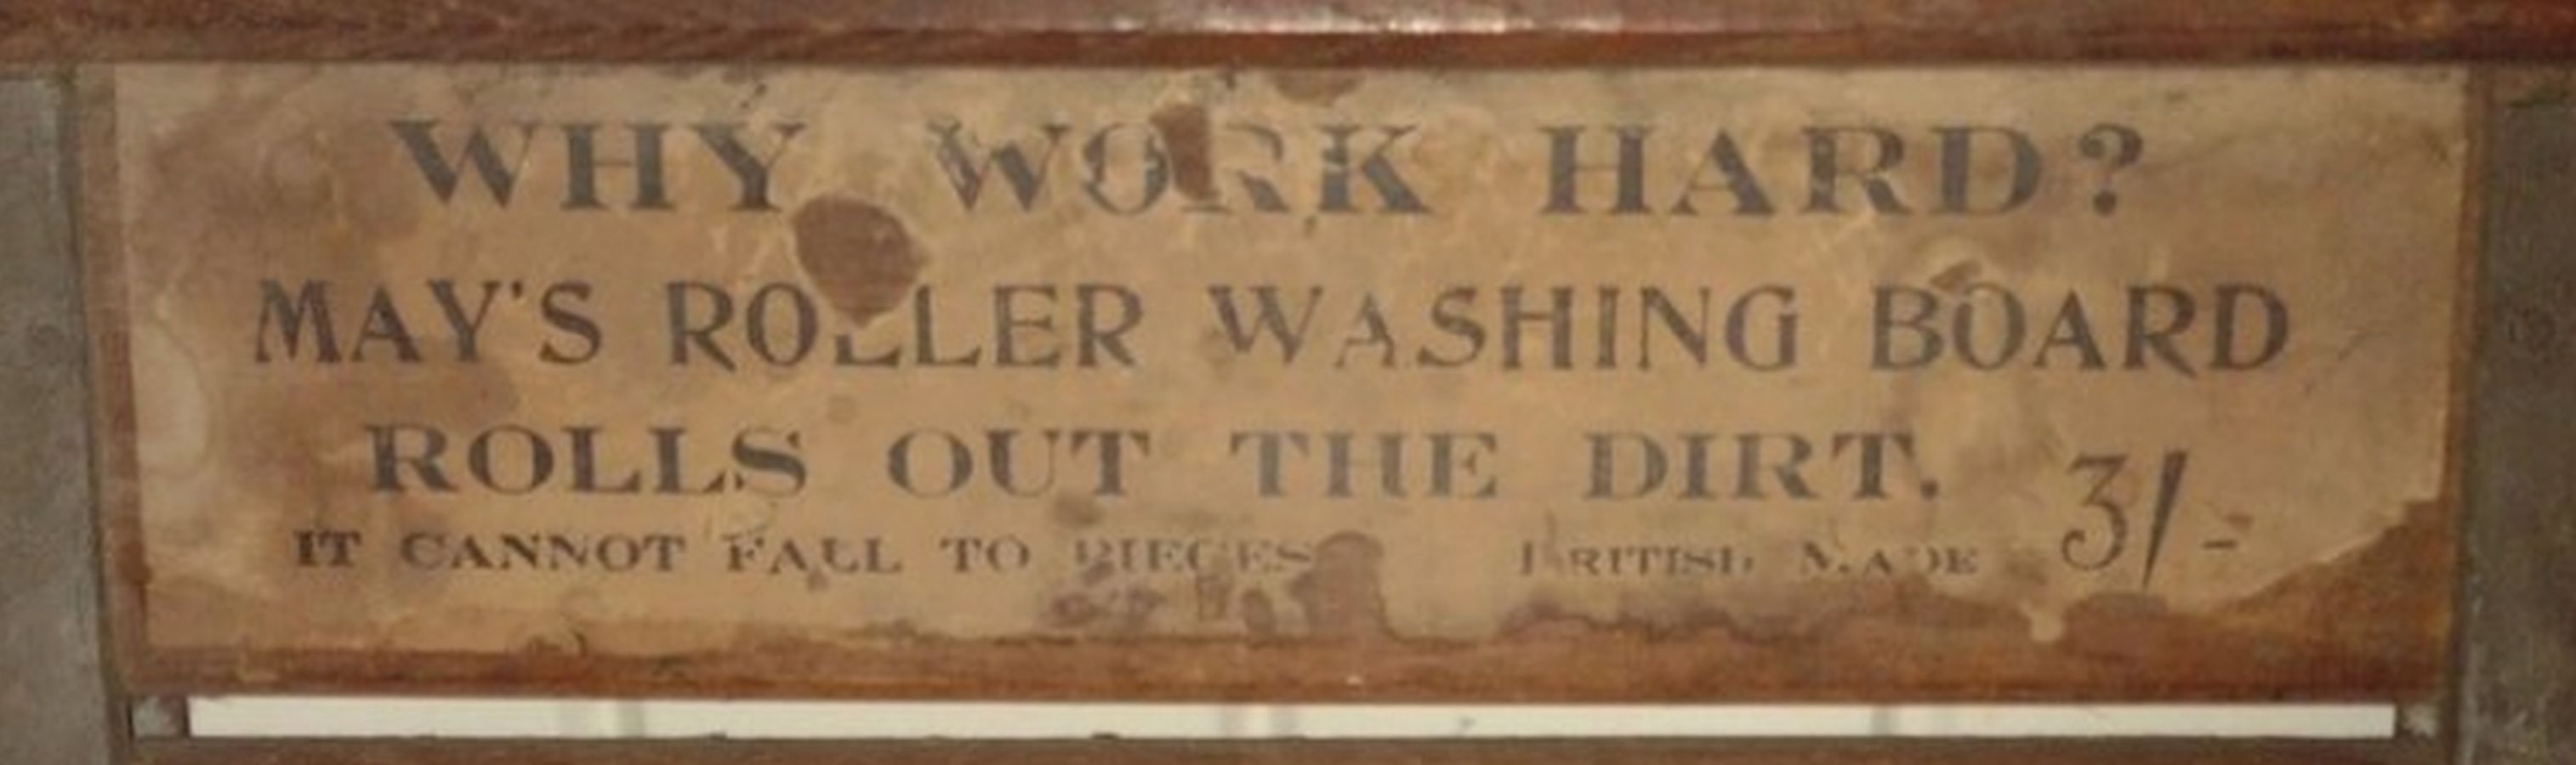 WHY WORK HARD?
MAY'S ROLLER WASHING BOARD
ROLLS OUT THE DIRT.
IT CANNOT FALL TO PIECES BRITISH MADE 3/-